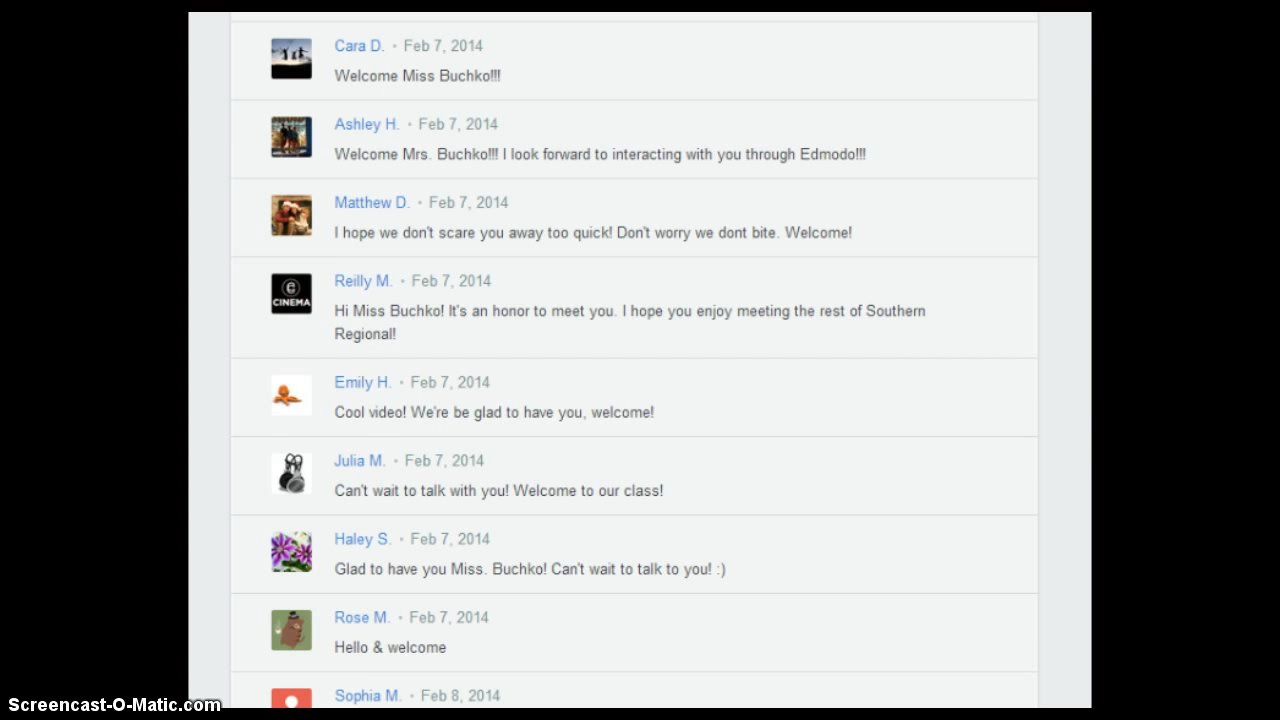 Cara D. • Feb 7, 2014
Welcome Miss Buchko!!!
Ashley H. • Feb 7, 2014
Welcome Mrs. Buchko!!! I look forward to interacting with you through Edmodo!!!
Matthew D. • Feb 7, 2014
I hope we don't scare you away too quick! Don't worry we dont bite. Welcome!
CINEMA
Reilly M. • Feb 7, 2014
Hi Miss Buchko! It's an honor to meet you. I hope you enjoy meeting the rest of Southern
Regional!
Emily H. • Feb 7, 2014
Cool video! We're be glad to have you, welcome!
Julia M. • Feb 7, 2014
Can't wait to talk with you! Welcome to our class!
Haley S. • Feb 7, 2014
Glad to have you Miss. Buchko! Can't wait to talk to you! :)
Rose M. • Feb 7, 2014
Hello & welcome
Sophia M. • Feb 8, 2014
Screencast-O-Matic.com